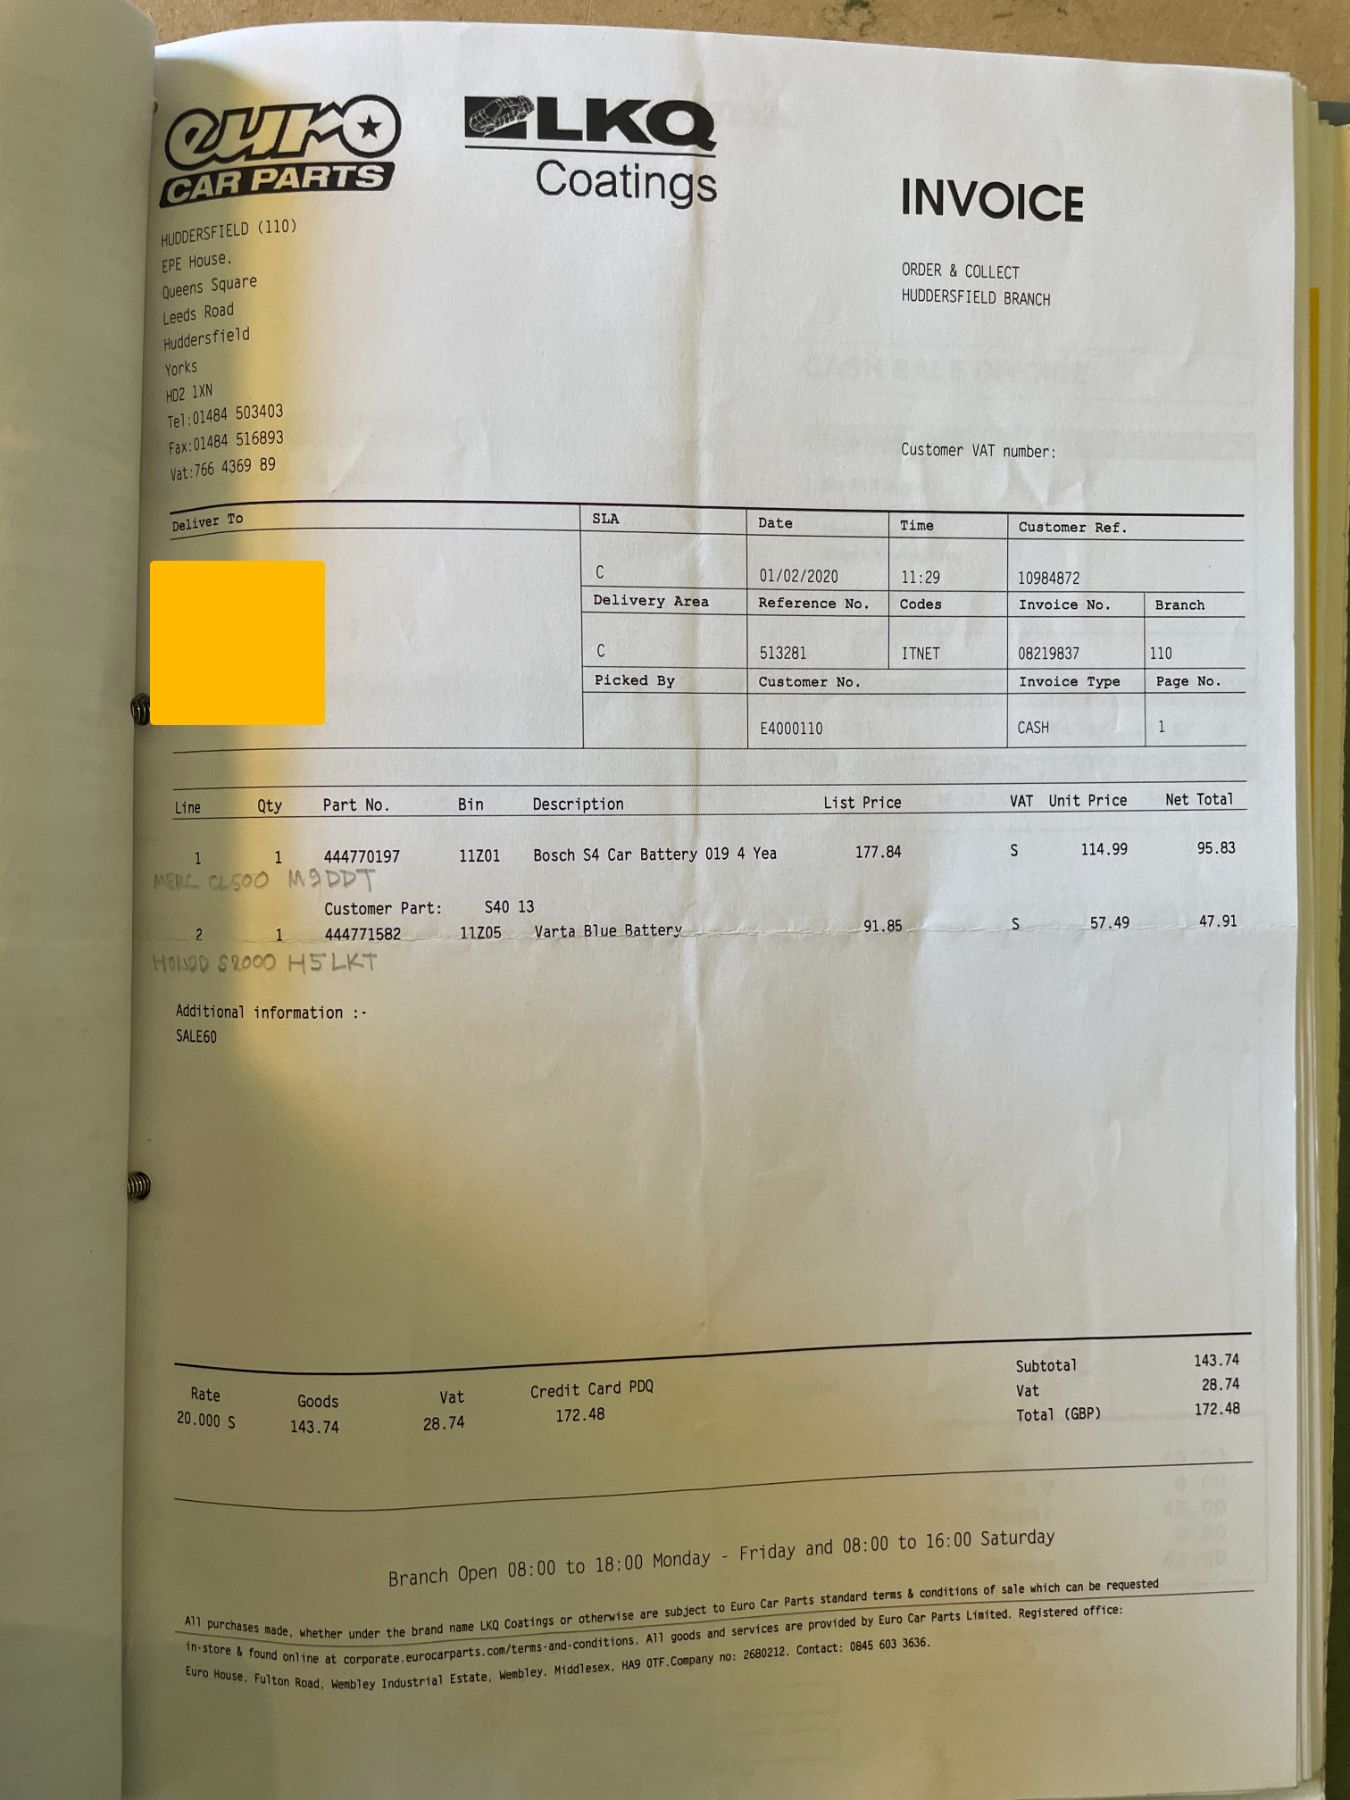 euro
CAR PARTS
LKQ
Coatings
INVOICE
ORDER & COLLECT
HUDDERSFIELD BRANCH
HUDDERSFIELD (110)
EPE House,
Queens Square
Leeds Road
Huddersfield
Yorks
HD2 1XN
Tel:01484 503403
Fax:01484 516893
Vat:766 4369 89
Customer VAT number:
Deliver To SLA Date Time Customer Ref.
C 01/02/2020 11:29 10984872
Delivery Area Reference No. Codes Invoice No. Branch
C 513281 ITNET 08219837 110
Picked By Customer No. Invoice Type Page No.
E4000110 CASH 1
Line Qty Part No. Bin Description List Price VAT Unit Price Net Total
1 1 444770197 11Z01 Bosch S4 Car Battery 019 4 Yea 177.84 S 114.99 95.83
MERC CL500 M9DDT
Customer Part: S40 13
2 1 444771582 11Z05 Varta Blue Battery 91.85 S 57.49 47.91
S2000 H5LKT
Additional information :-
SALE60
Rate Goods Vat Credit Card PDQ
20.000 S 143.74 28.74 172.48
Subtotal 143.74
Vat 28.74
Total (GBP) 172.48
Branch Open 08:00 to 18:00 Monday - Friday and 08:00 to 16:00 Saturday
All purchases made, whether under the brand name LKQ Coatings or otherwise are subject to Euro Car Parts standard terms & conditions of sale which can be requested
in-store & found online at corporate.eurocarparts.com/terms-and-conditions. All goods and services are provided by Euro Car Parts Limited. Registered office:
Euro House, Fulton Road, Wembley Industrial Estate, Wembley, Middlesex, HA9 0TF.Company no: 2680212. Contact: 0845 603 3636.